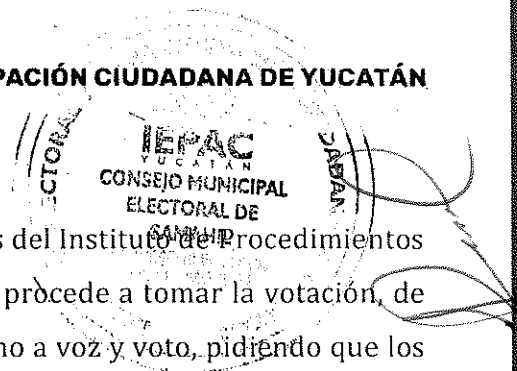 PACIÓN CIUDADANA DE YUCATÁN
IEPAC
YUCATAN
CONSEJO MUNICIPAL
ELECTORAL DE
s del Instituto de Procedimientos
procede a tomar la votación, de
no a voz y voto, pidiendo que los